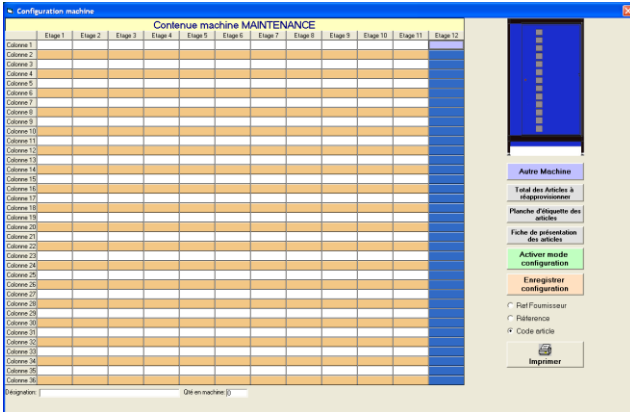 Configuration machine
Contenue machine MAINTENANCE
Etage 1 Etage 2 Etage 3 Etage 4 Etage 5 Etage 6 Etage 7 Etage 8 Etage 9 Etage 10 Etage 11 Etage 12
Colonne 1
Colonne 2
Colonne 3
Colonne 4
Colonne 5
Colonne 6
Colonne 7
Colonne 8
Colonne 9
Colonne 10
Colonne 11
Colonne 12
Colonne 13
Colonne 14
Colonne 15
Colonne 16
Colonne 17
Colonne 18
Colonne 19
Colonne 20
Colonne 21
Colonne 22
Colonne 23
Colonne 24
Colonne 25
Colonne 26
Colonne 27
Colonne 28
Colonne 29
Colonne 30
Colonne 31
Colonne 32
Colonne 33
Colonne 34
Colonne 35
Colonne 36
Désignation: Qté en machine: 0
Autre Machine
Total des Articles à
réapprovisionner
Planche d'étiquette des
articles
Fiche de présentation
des articles
Activer mode
configuration
Enregistrer
configuration
Ref Fournisseur
Réference
Code article
Imprimer